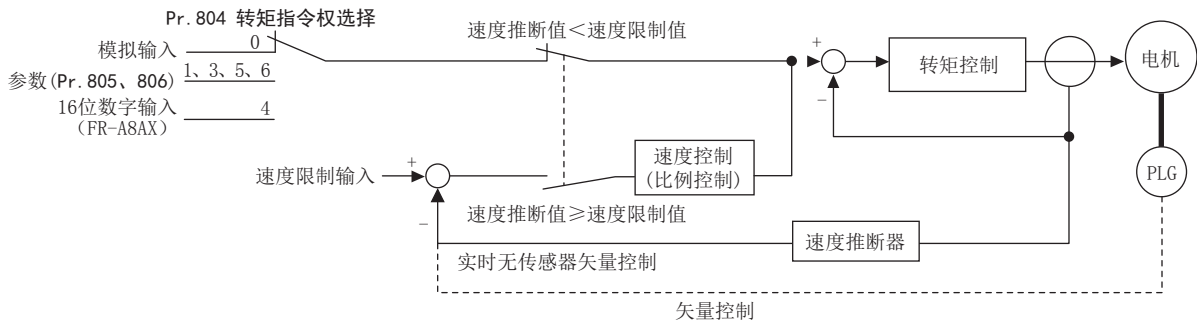 Pr.804 转矩指令权选择
模拟输入
0
参数(Pr.805、806)
1、3、5、6
16位数字输入
(FR-A8AX)
4
速度推断值＜速度限制值
+
−
转矩控制
电机
PLG
速度限制输入
+
−
速度控制
(比例控制)
速度推断值≥速度限制值
速度推断器
实时无传感器矢量控制
矢量控制